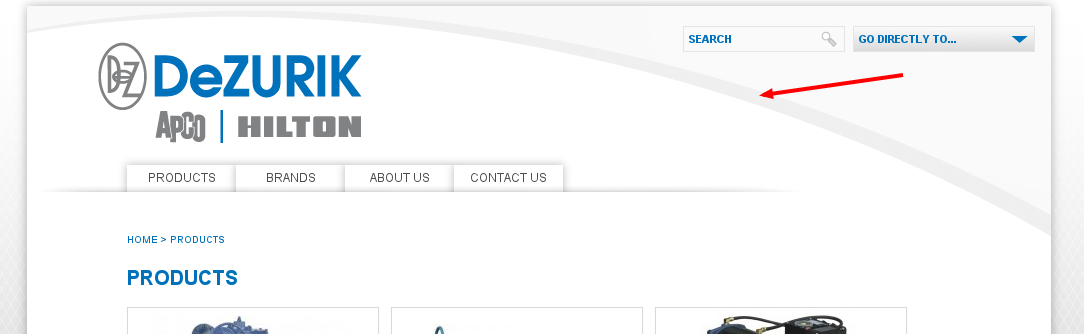 SEARCH
GO DIRECTLY TO...
DeZ
DeZURIK
APCO | HILTON
PRODUCTS BRANDS ABOUT US CONTACT US
HOME > PRODUCTS
PRODUCTS